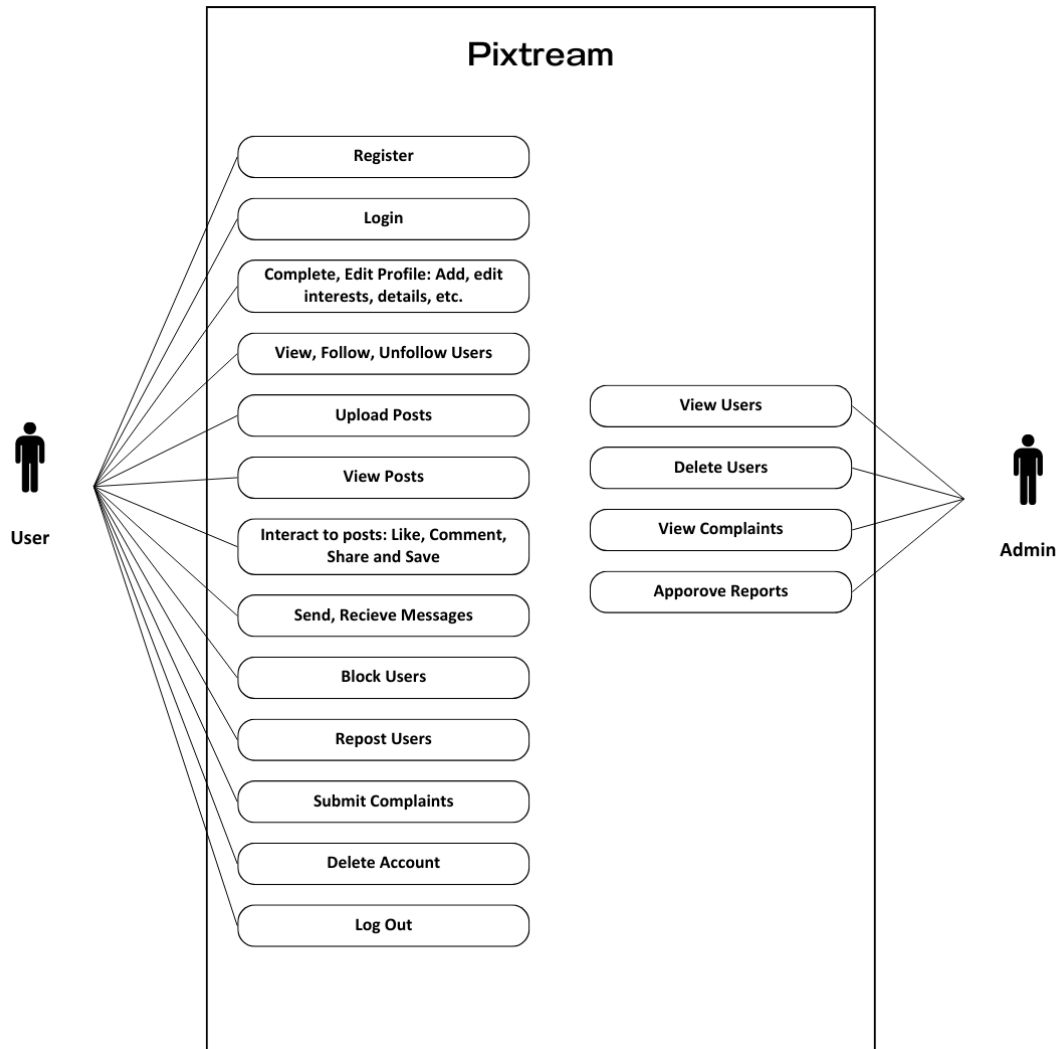 Pixtream
Register
Login
Complete, Edit Profile: Add, edit
interests, details, etc.
View, Follow, Unfollow Users
Upload Posts
View Posts
Interact to posts: Like, Comment,
Share and Save
Send, Recieve Messages
Block Users
Repost Users
Submit Complaints
Delete Account
Log Out
User
View Users
Delete Users
View Complaints
Apporove Reports
Admin